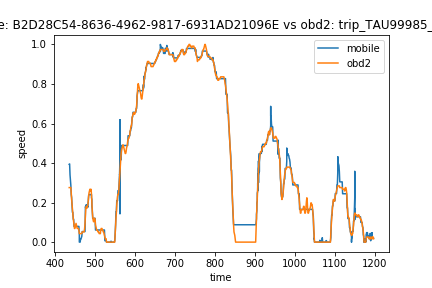 e: B2D28C54-8636-4962-9817-6931AD21096E vs obd2: trip_TAU99985_
mobile
obd2
1.0
0.8
0.6
0.4
0.2
0.0
speed
400 500 600 700 800 900 1000 1100 1200
time